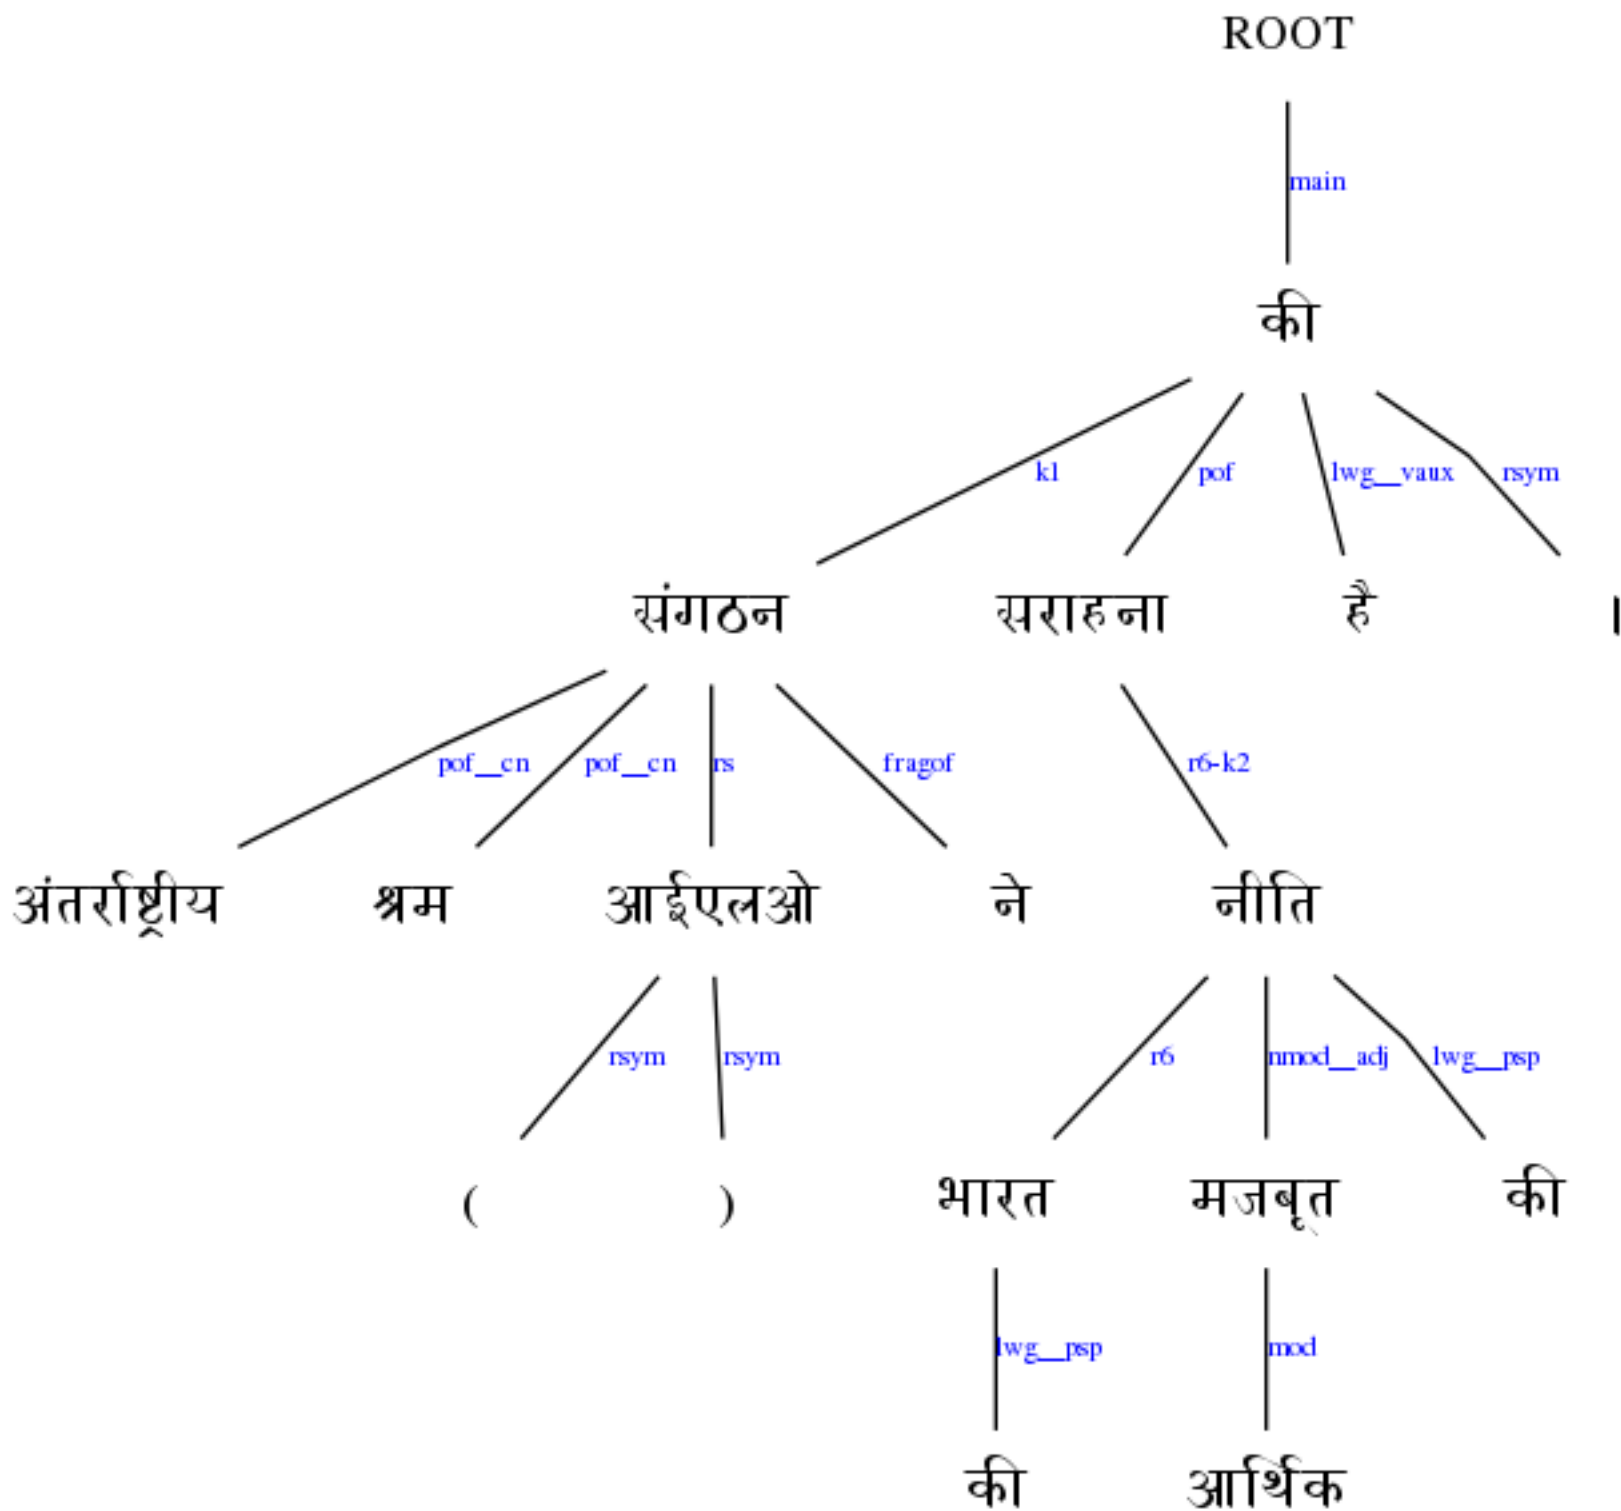 ROOT
main
की
k1 pof lwg__vaux rsym
संगठन सराहना है ।
pof__cn pof__cn rs fragof r6-k2
अंतर्राष्ट्रीय श्रम आईएलओ ने नीति
rsym rsym r6 nmod__adj lwg__psp
( ) भारत मजबूत की
lwg__psp mod
की आर्थिक